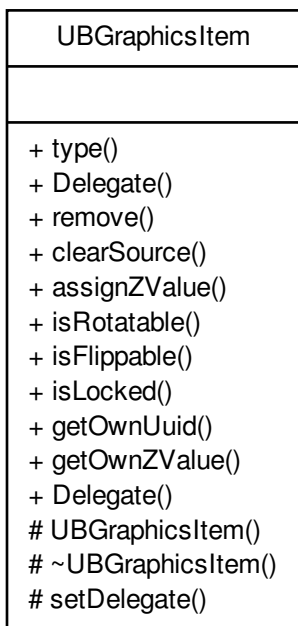 UBGraphicsItem
+ type()
+ Delegate()
+ remove()
+ clearSource()
+ assignZValue()
+ isRotatable()
+ isFlippable()
+ isLocked()
+ getOwnUuid()
+ getOwnZValue()
+ Delegate()
# UBGraphicsItem()
# ~UBGraphicsItem()
# setDelegate()